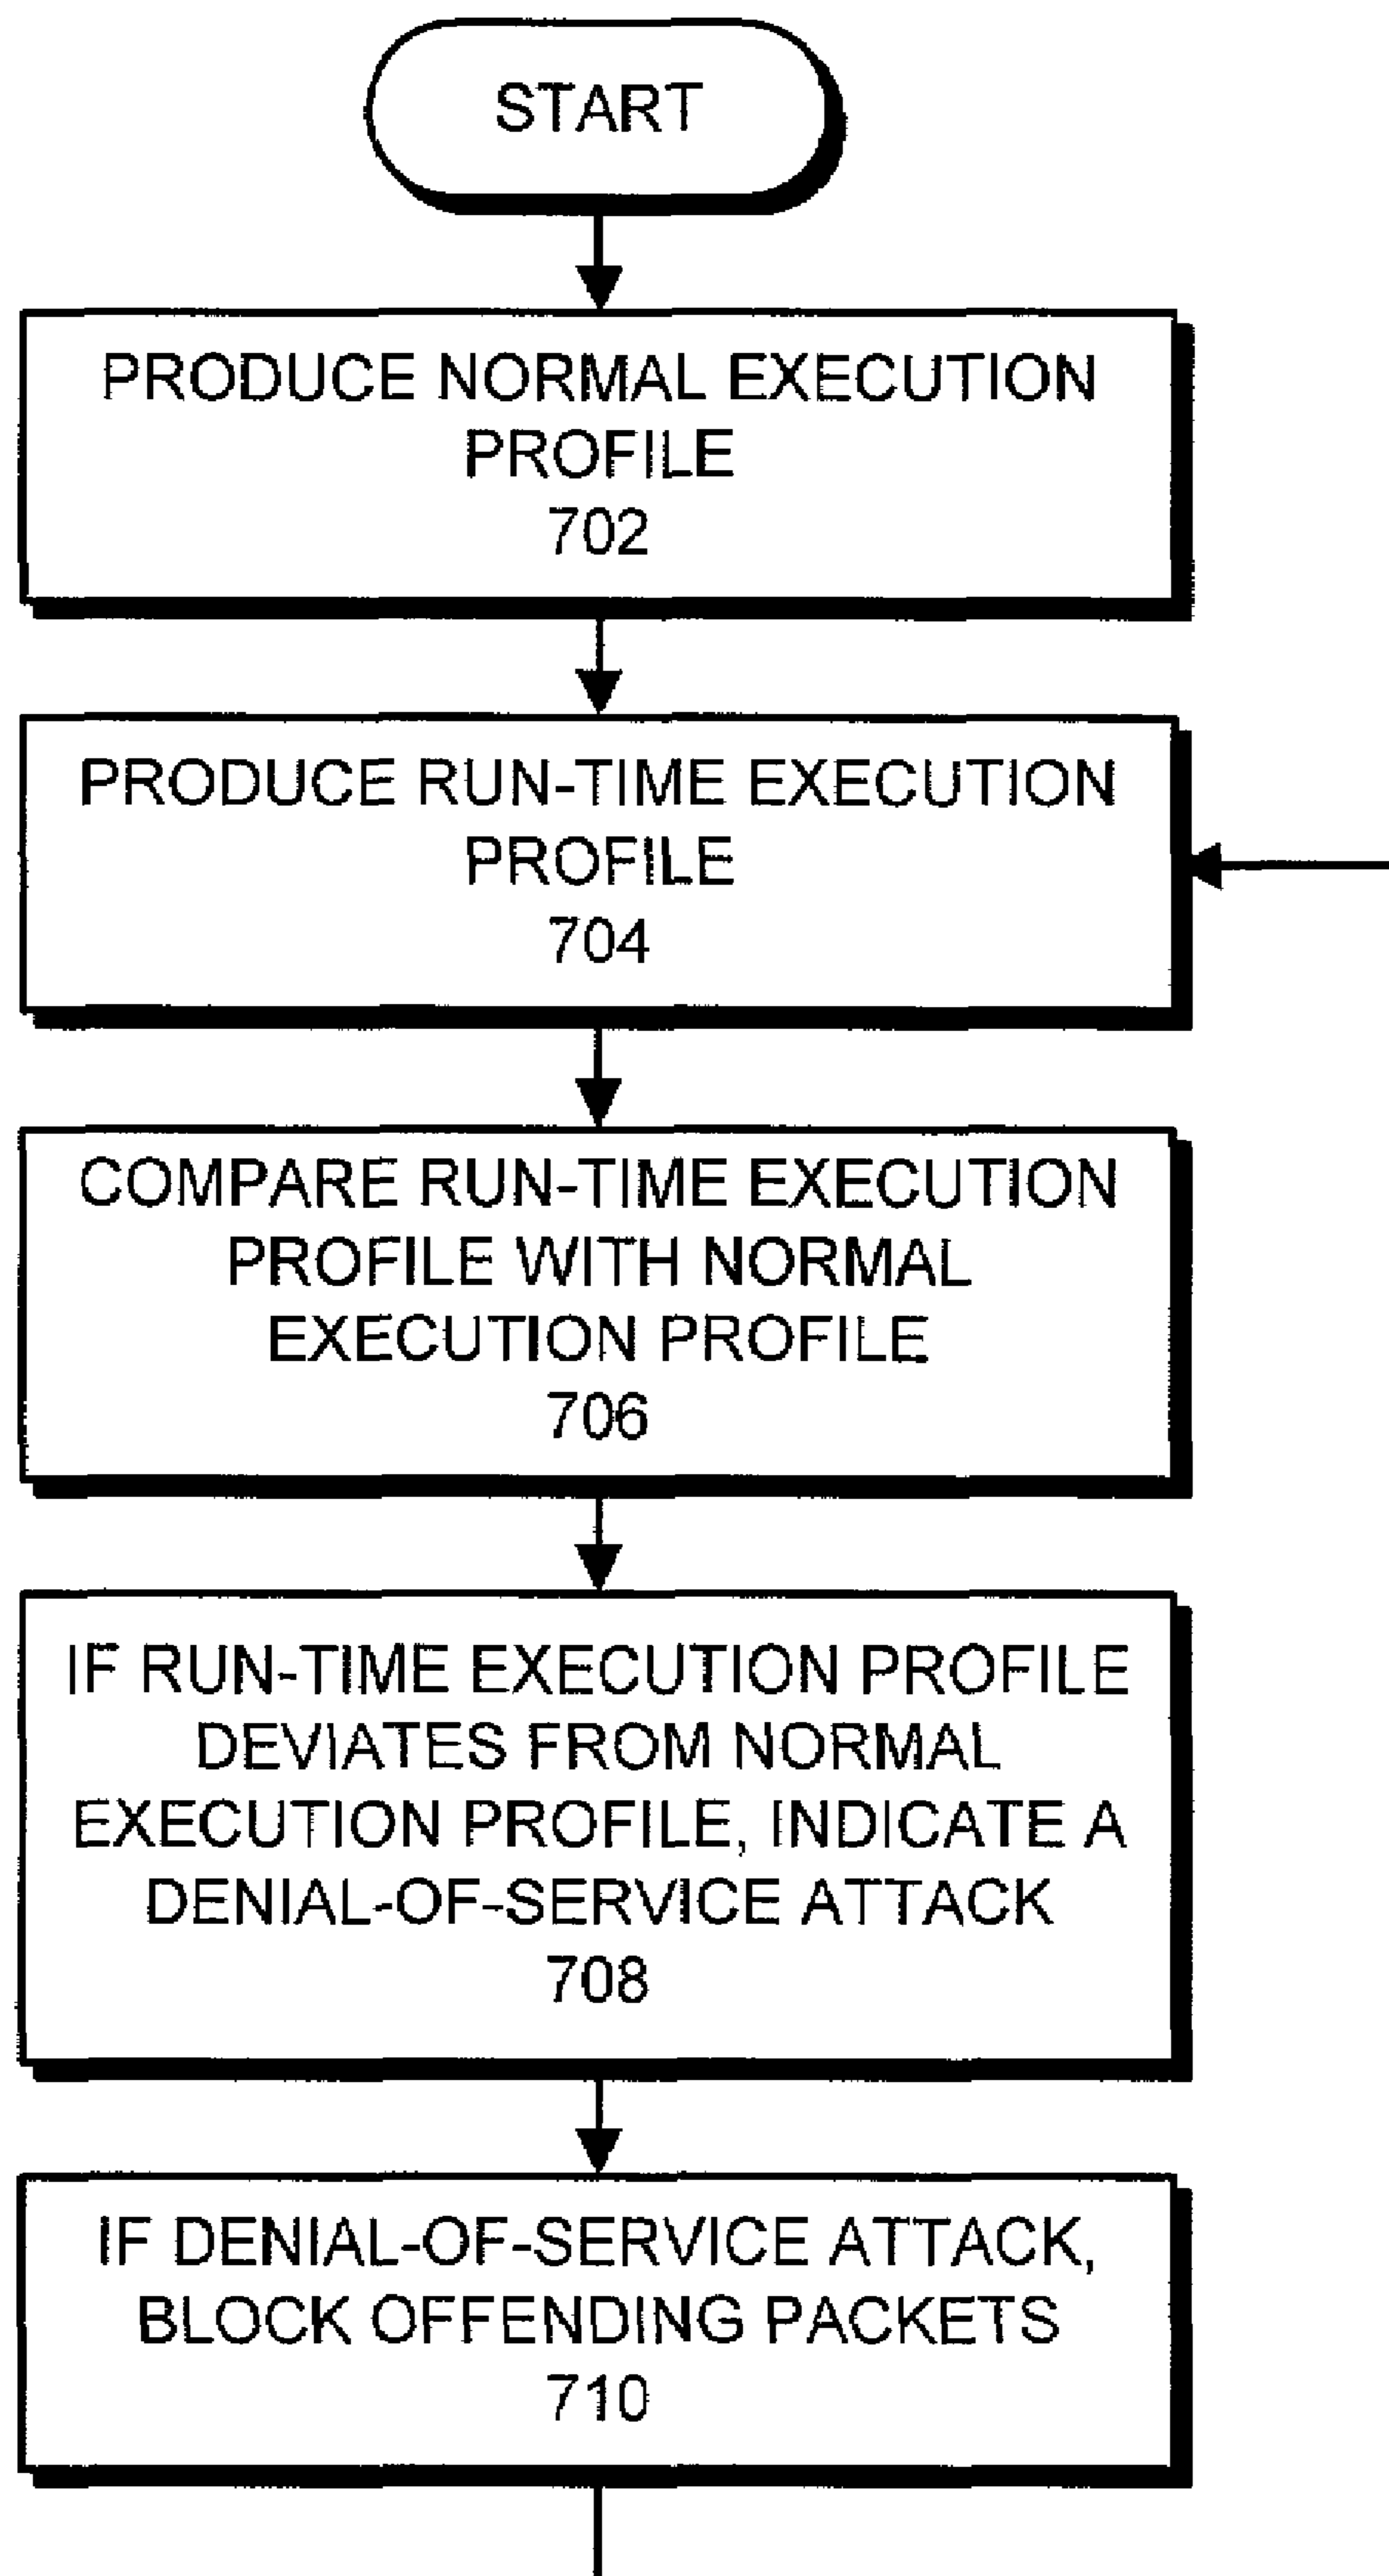 START
PRODUCE NORMAL EXECUTION
PROFILE
702
PRODUCE RUN-TIME EXECUTION
PROFILE
704
COMPARE RUN-TIME EXECUTION
PROFILE WITH NORMAL
EXECUTION PROFILE
706
IF RUN-TIME EXECUTION PROFILE
DEVIATES FROM NORMAL
EXECUTION PROFILE, INDICATE A
DENIAL-OF-SERVICE ATTACK
708
IF DENIAL-OF-SERVICE ATTACK,
BLOCK OFFENDING PACKETS
710